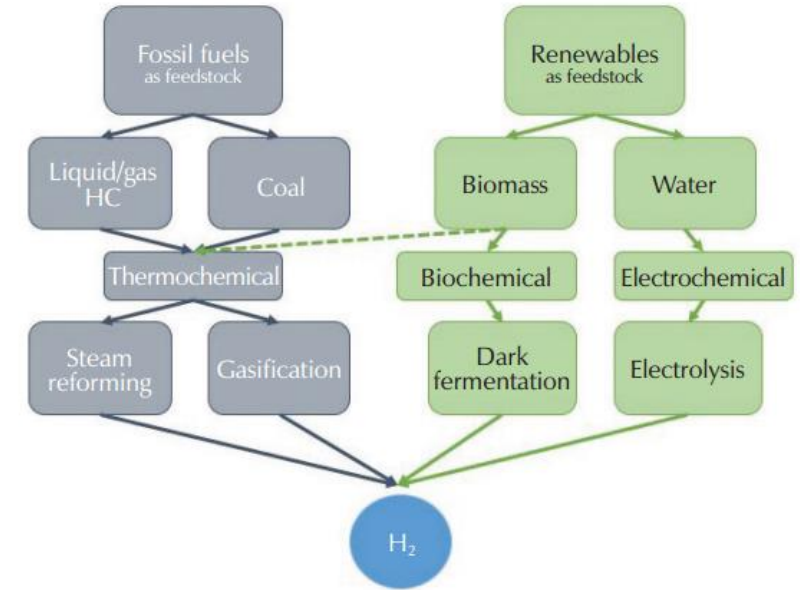 Fossil fuels
as feedstock
Renewables
as feedstock
Liquid/gas
HC
Coal
Biomass
Water
Thermochemical
Biochemical
Electrochemical
Steam
reforming
Gasification
Dark
fermentation
Electrolysis
H₂